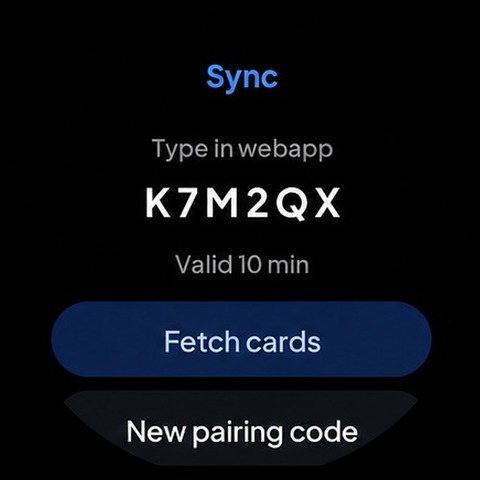 Sync
Type in webapp
K7M2QX
Valid 10 min
Fetch cards
New pairing code